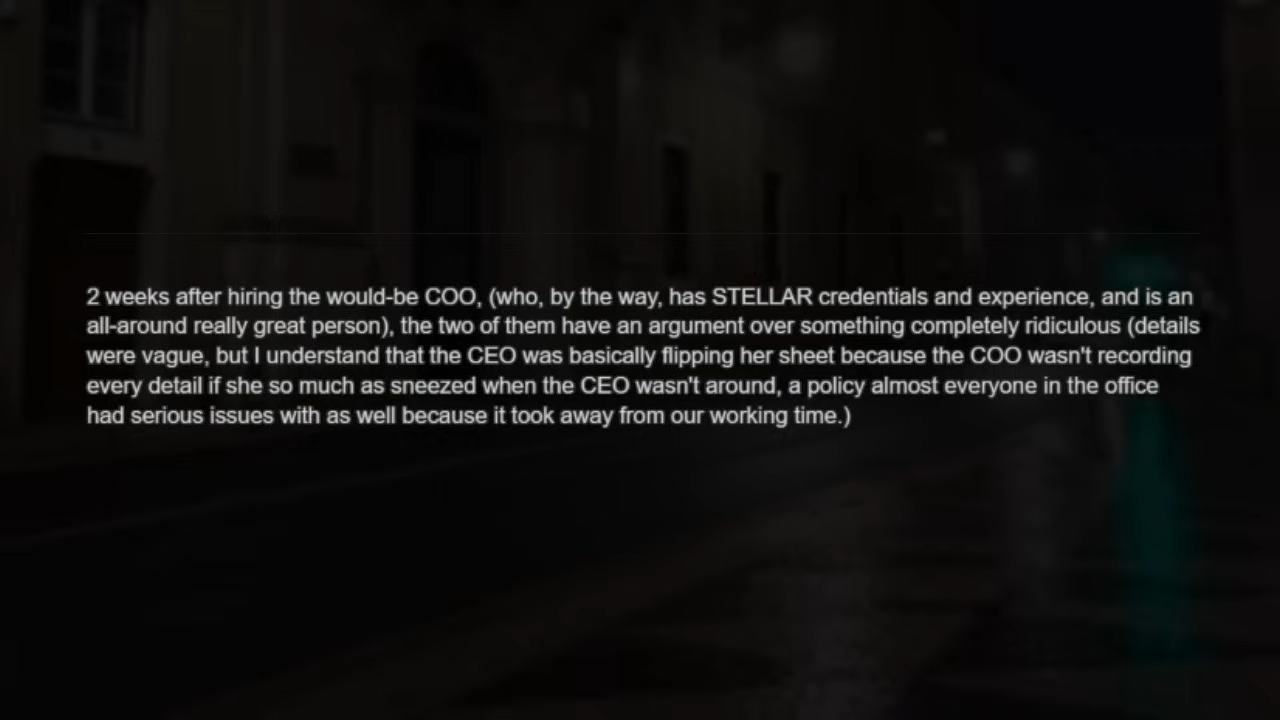 2 weeks after hiring the would-be COO, (who, by the way, has STELLAR credentials and experience, and is an
all-around really great person), the two of them have an argument over something completely ridiculous (details
were vague, but I understand that the CEO was basically flipping her sheet because the COO wasn't recording
every detail if she so much as sneezed when the CEO wasn't around, a policy almost everyone in the office
had serious issues with as well because it took away from our working time.)